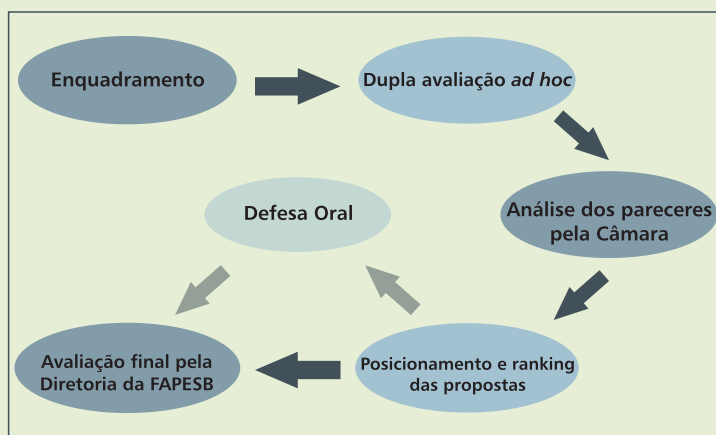 Enquadramento
Dupla avaliação ad hoc
Análise dos pareceres
pela Câmara
Defesa Oral
Posicionamento e ranking
das propostas
Avaliação final pela
Diretoria da FAPESB